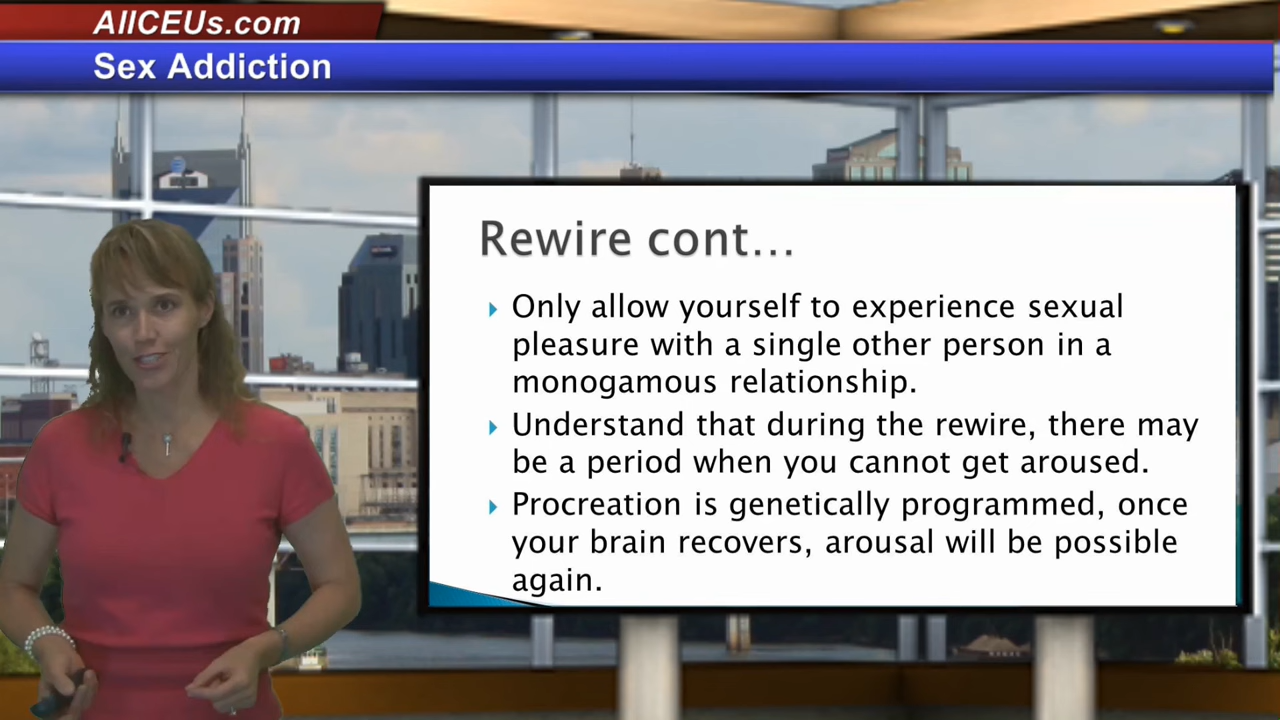 AllCEUs.com
Sex Addiction
Rewire cont...
Only allow yourself to experience sexual
pleasure with a single other person in a
monogamous relationship.
Understand that during the rewire, there may
be a period when you cannot get aroused.
Procreation is genetically programmed, once
your brain recovers, arousal will be possible
again.